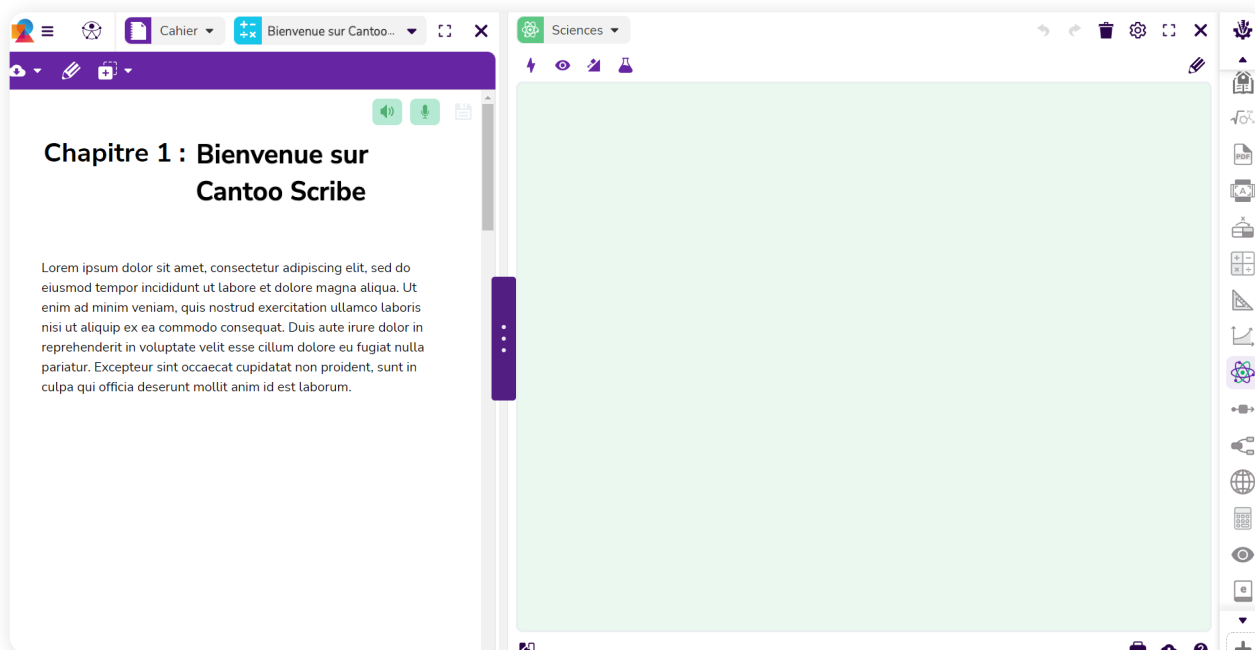 Cahier
Bienvenue sur Cantoo...
Chapitre 1 : Bienvenue sur
Cantoo Scribe
Lorem ipsum dolor sit amet, consectetur adipiscing elit, sed do
eiusmod tempor incididunt ut labore et dolore magna aliqua. Ut
enim ad minim veniam, quis nostrud exercitation ullamco laboris
nisi ut aliquip ex ea commodo consequat. Duis aute irure dolor in
reprehenderit in voluptate velit esse cillum dolore eu fugiat nulla
pariatur. Excepteur sint occaecat cupidatat non proident, sunt in
culpa qui officia deserunt mollit anim id est laborum.
Sciences
PDF
A
e